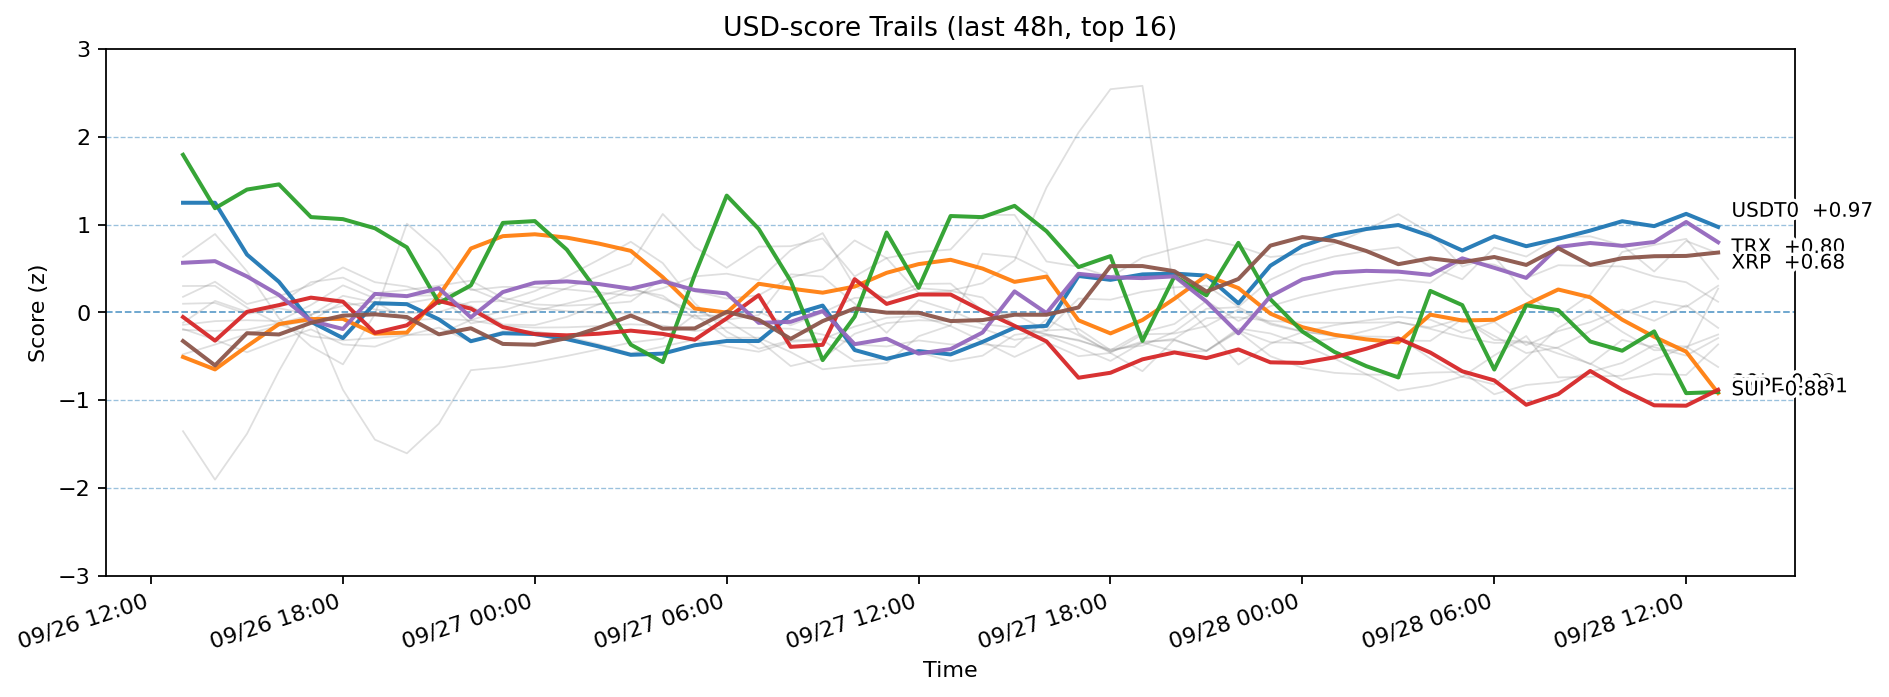 USD-score Trails (last 48h, top 16)
Score (z)
3
2
1
0
−1
−2
−3
USDT0 +0.97
TRX +0.80
XRP +0.68
SUI -0.88
09/26 12:00
09/26 18:00
09/27 00:00
09/27 06:00
09/27 12:00
09/27 18:00
09/28 00:00
09/28 06:00
09/28 12:00
Time